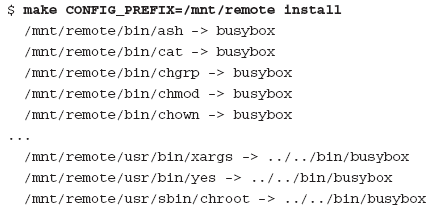 $ make CONFIG_PREFIX=/mnt/remote install
/mnt/remote/bin/ash -> busybox
/mnt/remote/bin/cat -> busybox
/mnt/remote/bin/chgrp -> busybox
/mnt/remote/bin/chmod -> busybox
/mnt/remote/bin/chown -> busybox
...
/mnt/remote/usr/bin/xargs -> ../../bin/busybox
/mnt/remote/usr/bin/yes -> ../../bin/busybox
/mnt/remote/usr/sbin/chroot -> ../../bin/busybox